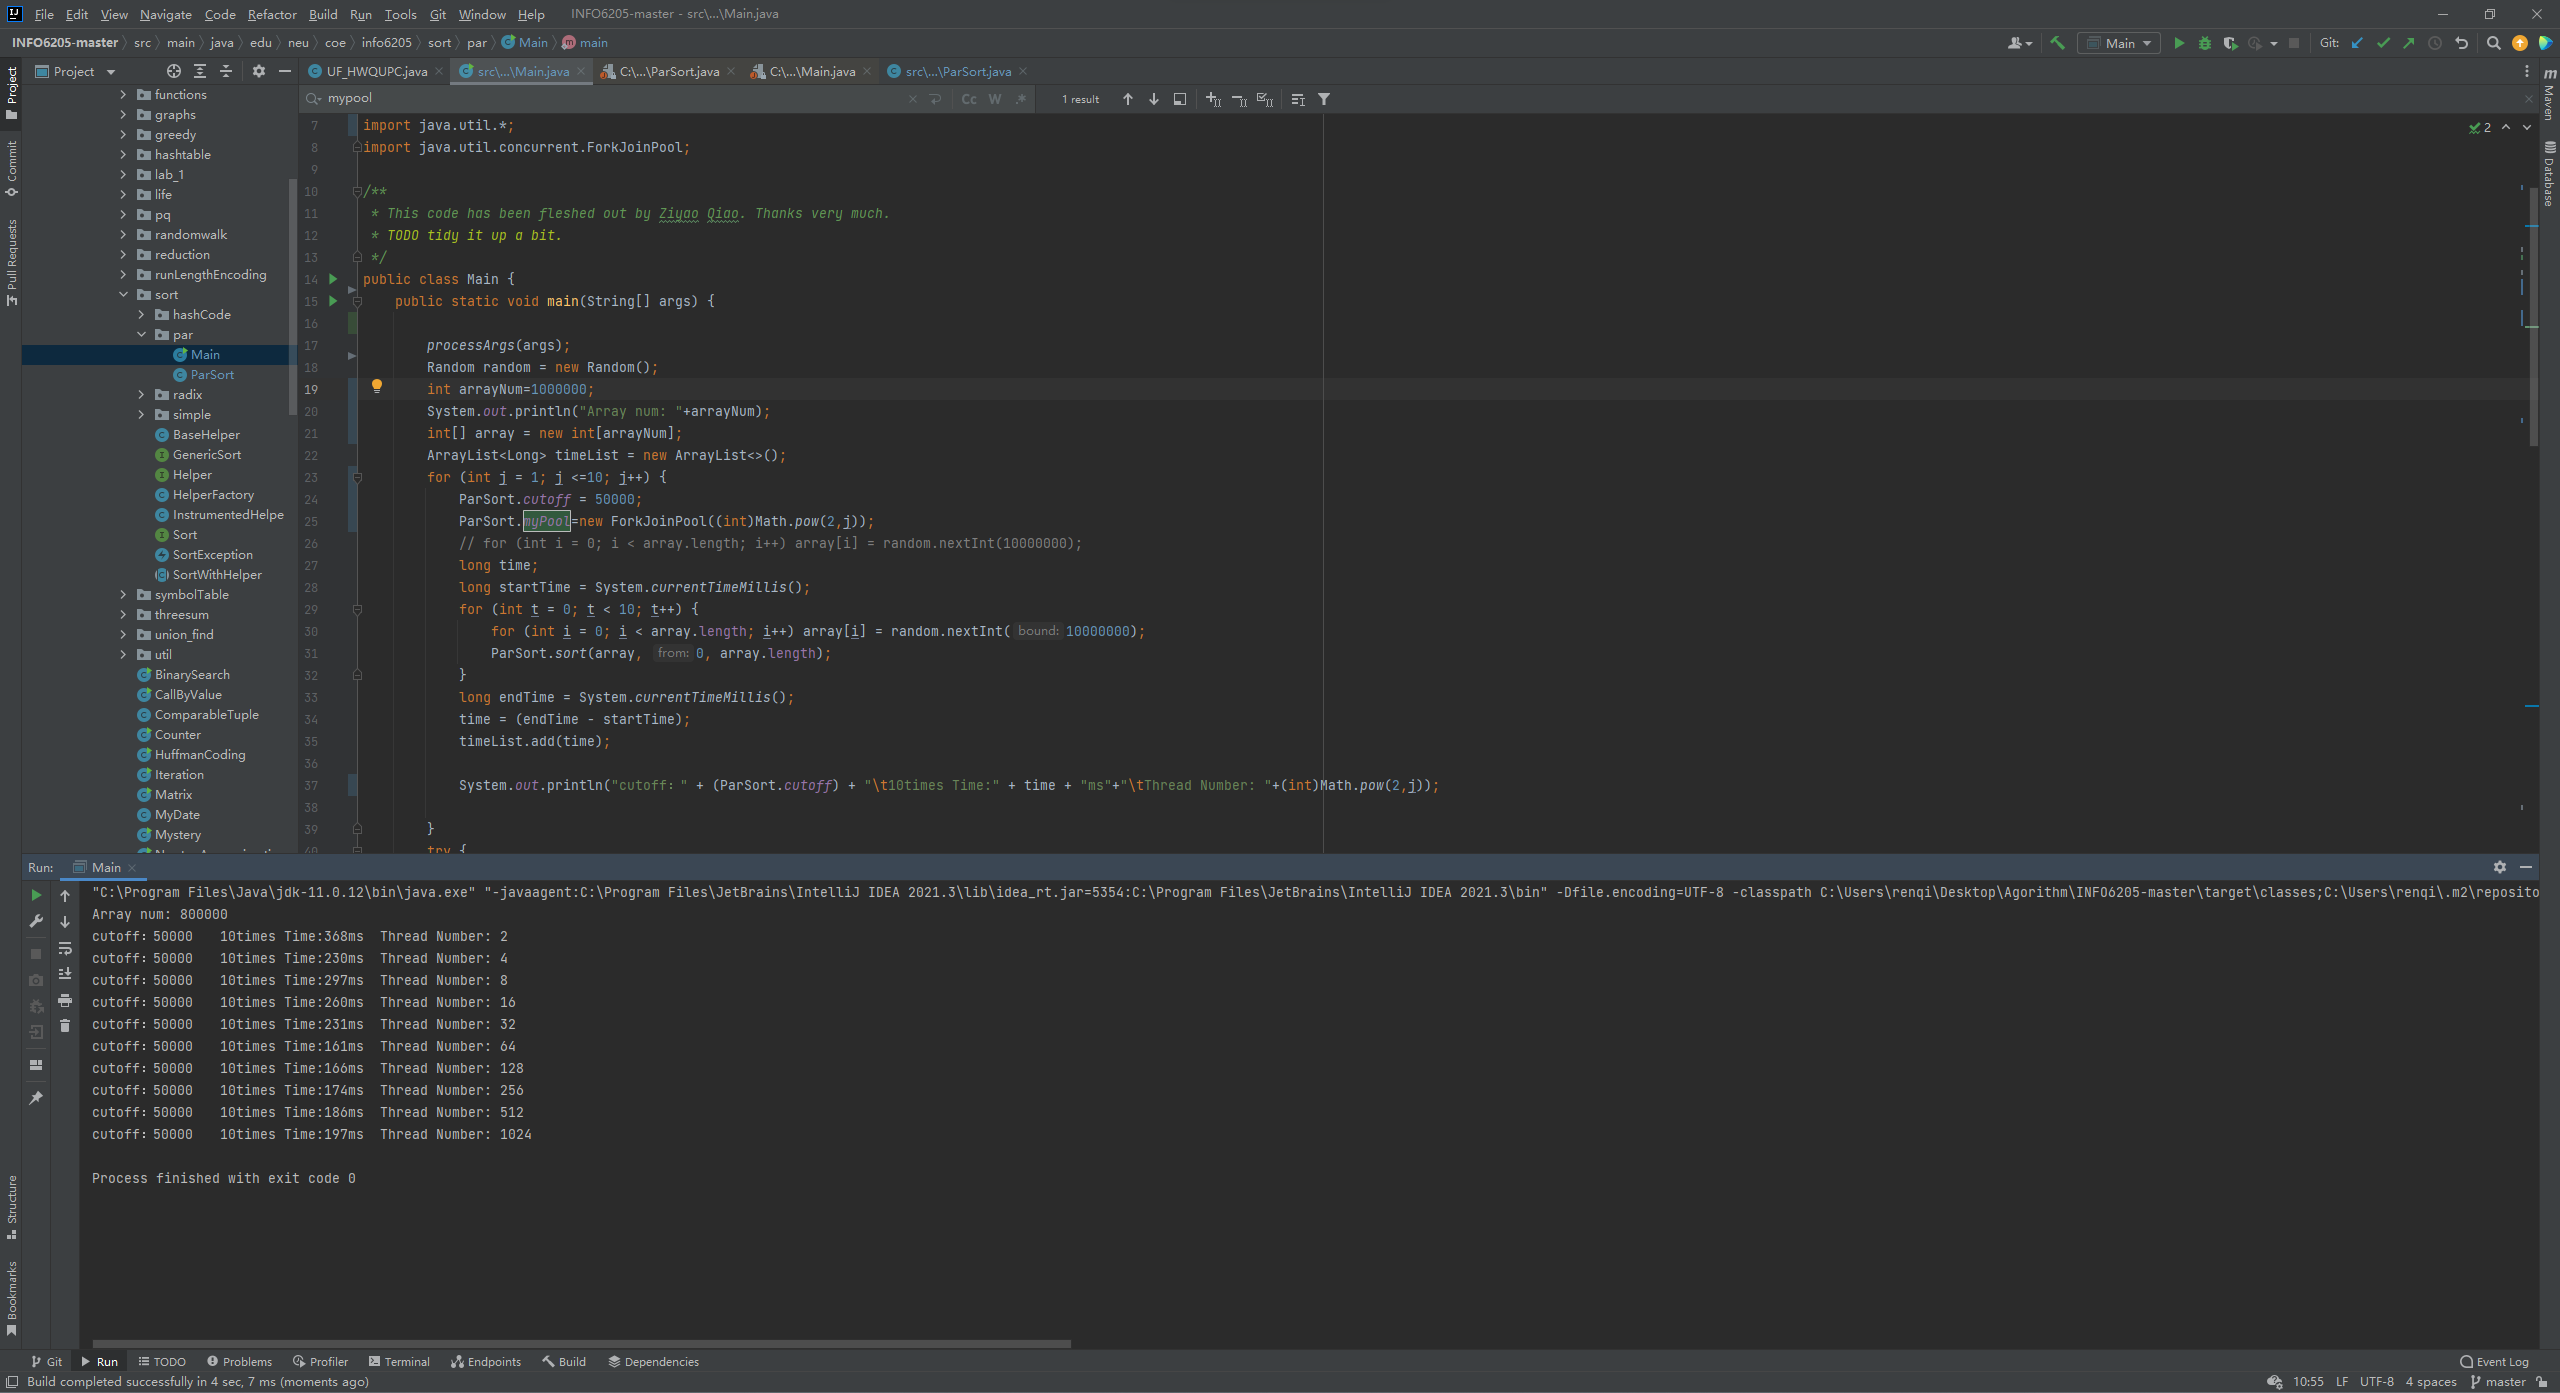 File Edit View Navigate Code Refactor Build Run Tools Git Window Help INFO6205-master - src\...\Main.java
INFO6205-master src main java edu neu coe info6205 sort par Main main
Main Git:
Project
UF_HWQUPC.java src\...\Main.java C:\...\ParSort.java C:\...\Main.java src\...\ParSort.java
mypool Cc W .* 1 result
Project
Commit
Pull Requests
Structure
Bookmarks
Maven
Database
functions
graphs
greedy
hashtable
lab_1
life
pq
randomwalk
reduction
runLengthEncoding
sort
hashCode
par
Main
ParSort
radix
simple
BaseHelper
GenericSort
Helper
HelperFactory
InstrumentedHelpe
Sort
SortException
SortWithHelper
symbolTable
threesum
union_find
util
BinarySearch
CallByValue
ComparableTuple
Counter
HuffmanCoding
Iteration
Matrix
MyDate
Mystery
2
7 import java.util.*;
8 import java.util.concurrent.ForkJoinPool;
9
10 /**
11 * This code has been fleshed out by Ziyao Qiao. Thanks very much.
12 * TODO tidy it up a bit.
13 */
14 public class Main {
15 public static void main(String[] args) {
16
17 processArgs(args);
18 Random random = new Random();
19 int arrayNum=1000000;
20 System.out.println("Array num: "+arrayNum);
21 int[] array = new int[arrayNum];
22 ArrayList<Long> timeList = new ArrayList<>();
23 for (int j = 1; j <=10; j++) {
24 ParSort.cutoff = 50000;
25 ParSort.myPool=new ForkJoinPool((int)Math.pow(2,j));
26 // for (int i = 0; i < array.length; i++) array[i] = random.nextInt(10000000);
27 long time;
28 long startTime = System.currentTimeMillis();
29 for (int t = 0; t < 10; t++) {
30 for (int i = 0; i < array.length; i++) array[i] = random.nextInt( bound: 10000000);
31 ParSort.sort(array, from: 0, array.length);
32 }
33 long endTime = System.currentTimeMillis();
34 time = (endTime - startTime);
35 timeList.add(time);
36
37 System.out.println("cutoff: " + (ParSort.cutoff) + "\t10times Time:" + time + "ms"+"\tThread Number: "+(int)Math.pow(2,j));
38
39 }
40 try {
Run: Main
"C:\Program Files\Java\jdk-11.0.12\bin\java.exe" "-javaagent:C:\Program Files\JetBrains\IntelliJ IDEA 2021.3\lib\idea_rt.jar=5354:C:\Program Files\JetBrains\IntelliJ IDEA 2021.3\bin" -Dfile.encoding=UTF-8 -classpath C:\Users\renqi\Desktop\Agorithm\INFO6205-master\target\classes;C:\Users\renqi\.m2\reposito
Array num: 800000
cutoff: 50000 10times Time:368ms Thread Number: 2
cutoff: 50000 10times Time:230ms Thread Number: 4
cutoff: 50000 10times Time:297ms Thread Number: 8
cutoff: 50000 10times Time:260ms Thread Number: 16
cutoff: 50000 10times Time:231ms Thread Number: 32
cutoff: 50000 10times Time:161ms Thread Number: 64
cutoff: 50000 10times Time:166ms Thread Number: 128
cutoff: 50000 10times Time:174ms Thread Number: 256
cutoff: 50000 10times Time:186ms Thread Number: 512
cutoff: 50000 10times Time:197ms Thread Number: 1024
Process finished with exit code 0
Git Run TODO Problems Profiler Terminal Endpoints Build Dependencies Event Log
Build completed successfully in 4 sec, 7 ms (moments ago) 10:55 LF UTF-8 4 spaces master